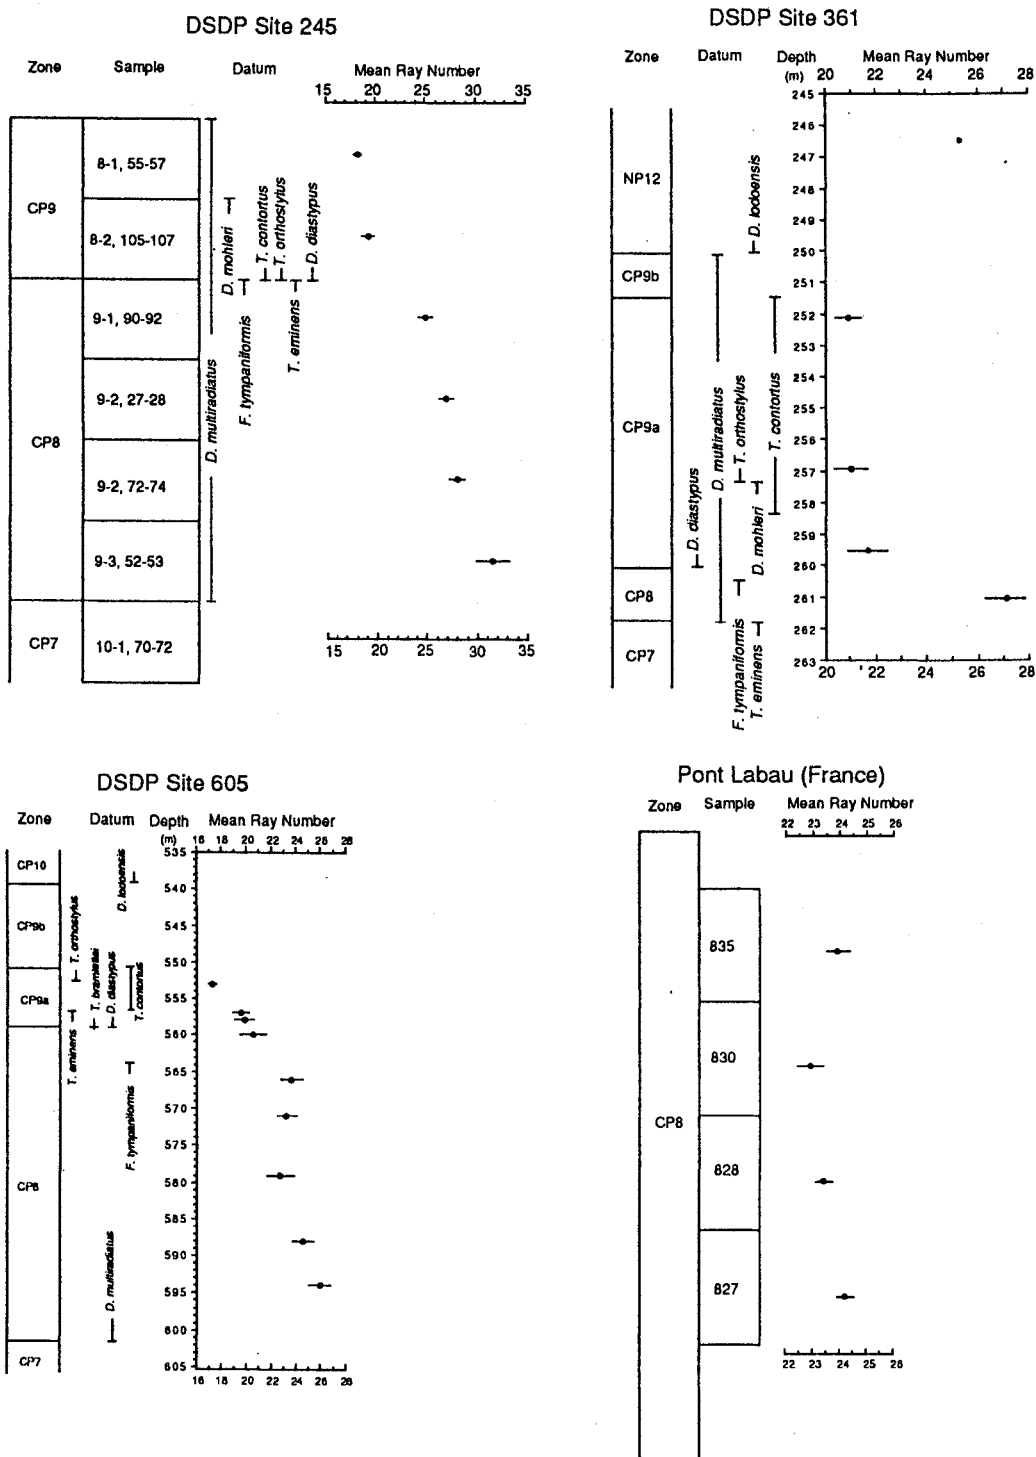 DSDP Site 245
Zone Sample Datum Mean Ray Number
15 20 25 30 35
CP9
8-1, 55-57
8-2, 105-107
CP8
9-1, 90-92
9-2, 27-28
9-2, 72-74
9-3, 52-53
CP7
10-1, 70-72
D. multiradiatus
D. mohleri
F. tympaniformis
T. contortus
T. orthostylus
T. eminens
D. diastypus
15 20 25 30 35
DSDP Site 361
Zone Datum Depth (m) Mean Ray Number
20 22 24 26 28
245
246
247
248
249
250
251
252
253
254
255
256
257
258
259
260
261
262
263
NP12
CP9b
CP9a
CP8
CP7
D. diastypus
D. multiradiatus
F. tympaniformis
T. orthostylus
T. eminens
D. mohleri
D. lodoensis
T. contortus
20 22 24 26 28
DSDP Site 605
Zone Datum Depth (m) Mean Ray Number
16 18 20 22 24 26 28
535
540
545
550
555
560
565
570
575
580
585
590
595
600
605
CP10
CP9b
CP9a
CP8
CP7
T. eminens
T. orthostylus
T. bramlettei
D. diastypus
D. multiradiatus
F. tympaniformis
D. lodoensis
T. contortus
16 18 20 22 24 26 28
Pont Labau (France)
Zone Sample Mean Ray Number
22 23 24 25 26
CP8
835
830
828
827
22 23 24 25 26